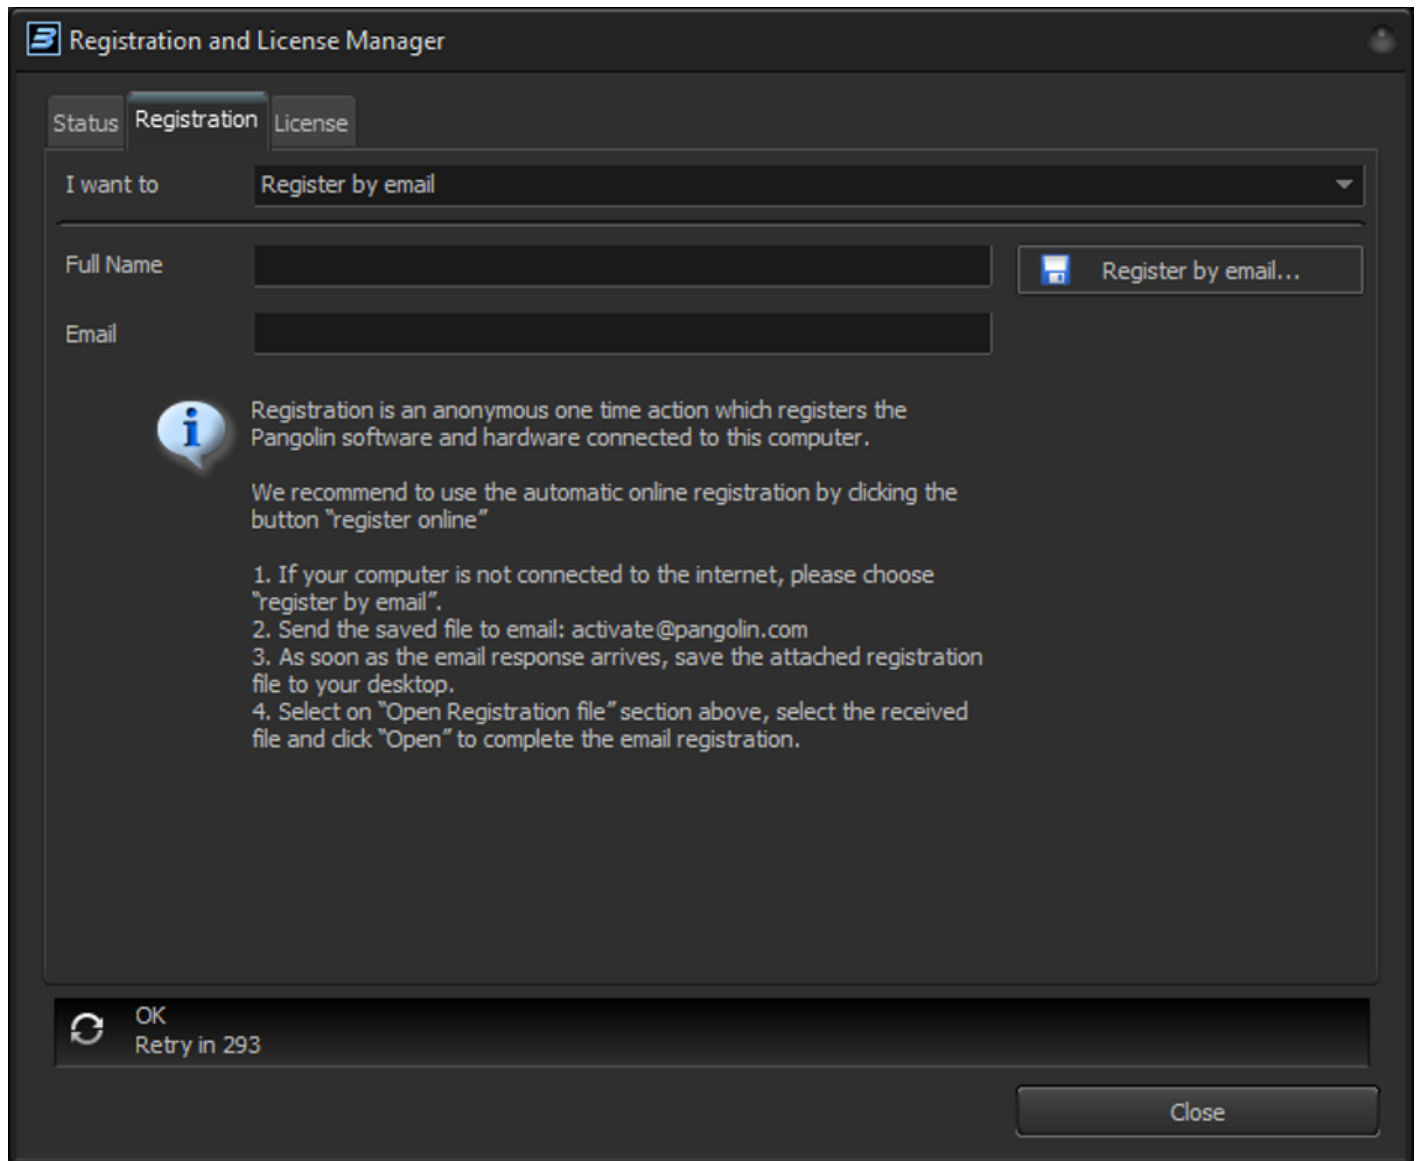 Registration and License Manager
Status
Registration
License
I want to
Register by email
Full Name
Register by email...
Email
Registration is an anonymous one time action which registers the
Pangolin software and hardware connected to this computer.
We recommend to use the automatic online registration by clicking the
button “register online”
1. If your computer is not connected to the internet, please choose
“register by email”.
2. Send the saved file to email: activate@pangolin.com
3. As soon as the email response arrives, save the attached registration
file to your desktop.
4. Select on “Open Registration file” section above, select the received
file and click “Open” to complete the email registration.
OK
Retry in 293
Close